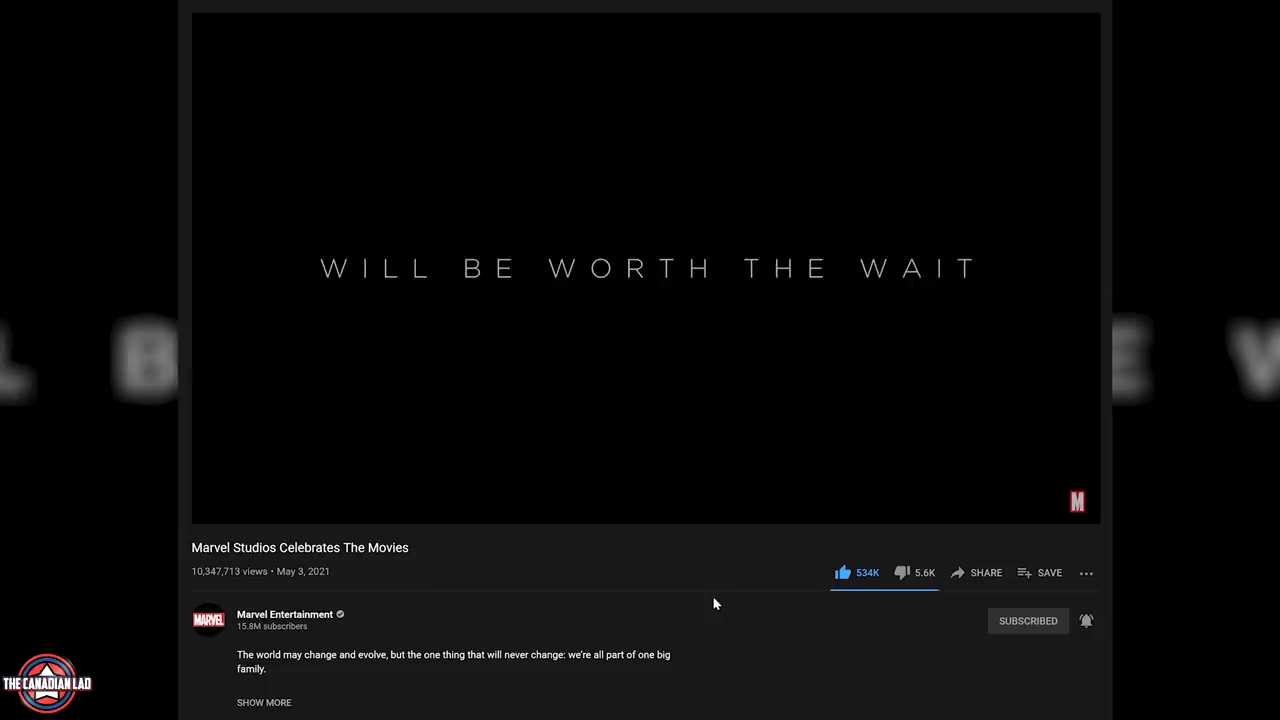 WILL BE WORTH THE WAIT
M
Marvel Studios Celebrates The Movies
10,347,713 views • May 3, 2021
534K 5.6K SHARE SAVE
MARVEL
Marvel Entertainment
15.8M subscribers
SUBSCRIBED
The world may change and evolve, but the one thing that will never change: we're all part of one big
family.
SHOW MORE
THE CANADIAN LAD